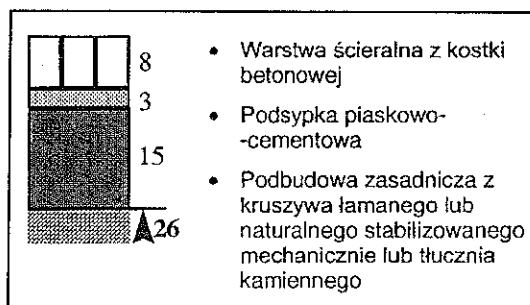 8
3
15
26
• Warstwa ścieralna z kostki
betonowej
• Podsypka piaskowo-
-cementowa
• Podbudowa zasadnicza z
kruszywa łamanego lub
naturalnego stabilizowanego
mechanicznie lub tłucznia
kamiennego